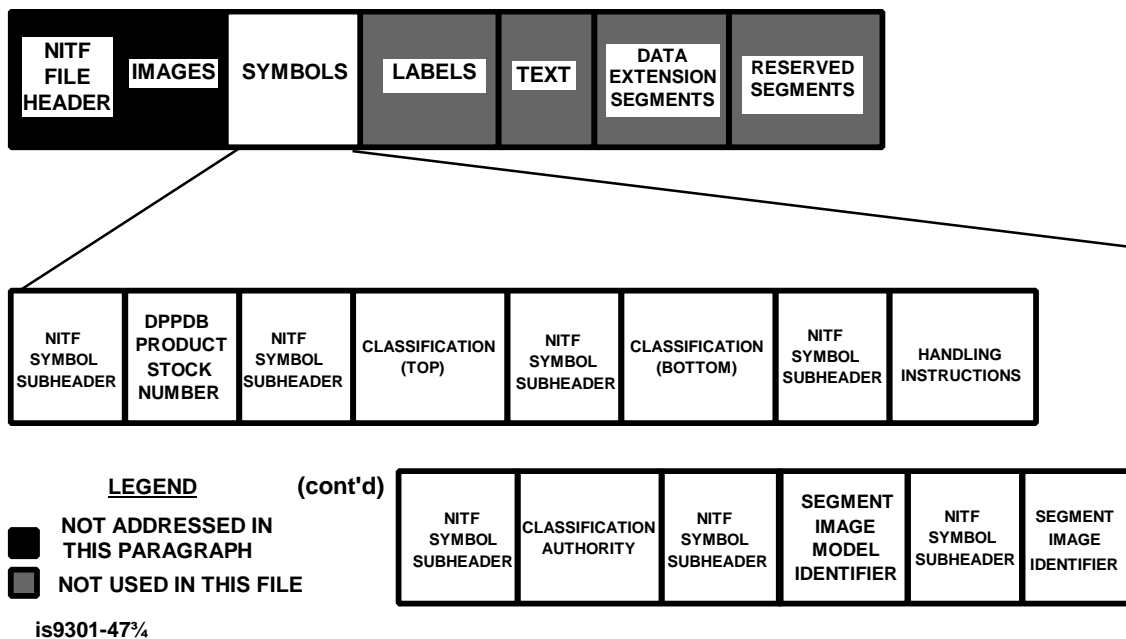 NITF
FILE
HEADER
IMAGES
SYMBOLS
LABELS
TEXT
DATA
EXTENSION
SEGMENTS
RESERVED
SEGMENTS
NITF
SYMBOL
SUBHEADER
DPPDB
PRODUCT
STOCK
NUMBER
NITF
SYMBOL
SUBHEADER
CLASSIFICATION
(TOP)
NITF
SYMBOL
SUBHEADER
CLASSIFICATION
(BOTTOM)
NITF
SYMBOL
SUBHEADER
HANDLING
INSTRUCTIONS
(cont'd)
NITF
SYMBOL
SUBHEADER
CLASSIFICATION
AUTHORITY
NITF
SYMBOL
SUBHEADER
SEGMENT
IMAGE
MODEL
IDENTIFIER
NITF
SYMBOL
SUBHEADER
SEGMENT
IMAGE
IDENTIFIER
LEGEND
NOT ADDRESSED IN
THIS PARAGRAPH
NOT USED IN THIS FILE
is9301-47¾